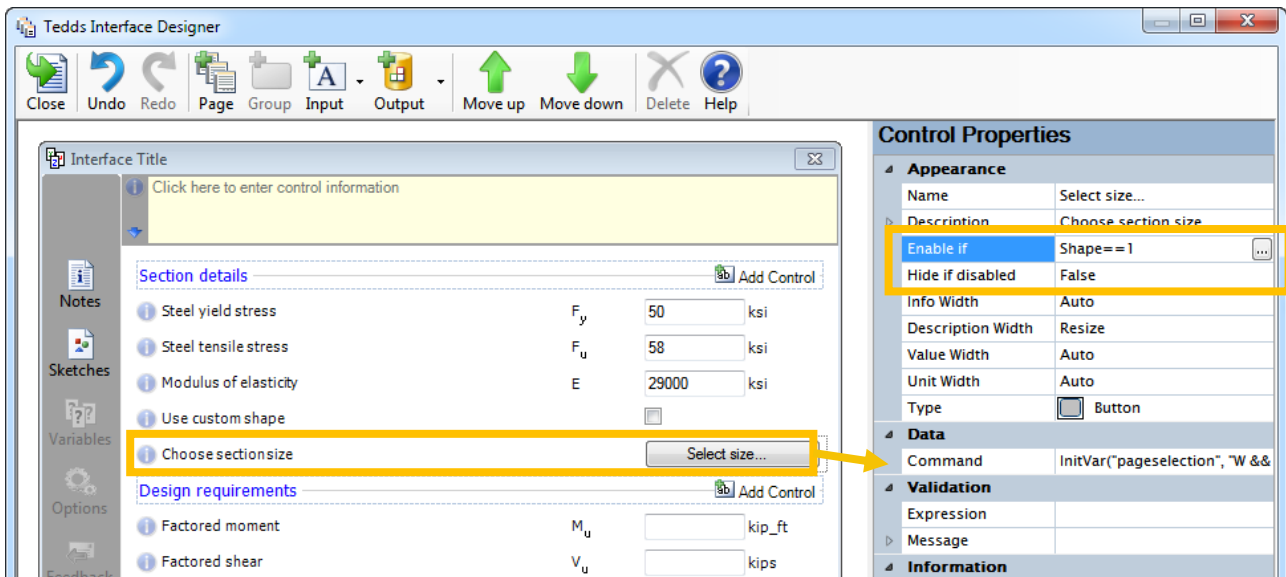 Tedds Interface Designer
Close Undo Redo Page Group Input Output Move up Move down Delete Help
Interface Title
Click here to enter control information
Notes
Sketches
Variables
Options
Feedback
Section details Add Control
Steel yield stress Fy 50 ksi
Steel tensile stress Fu 58 ksi
Modulus of elasticity E 29000 ksi
Use custom shape
Choose section size Select size...
Design requirements Add Control
Factored moment Mu kip_ft
Factored shear Vu kips
Control Properties
Appearance
Name Select size...
Description Choose section size
Enable if Shape==1 ...
Hide if disabled False
Info Width Auto
Description Width Resize
Value Width Auto
Unit Width Auto
Type Button
Data
Command InitVar("pageselection", "W &&
Validation
Expression
Message
Information